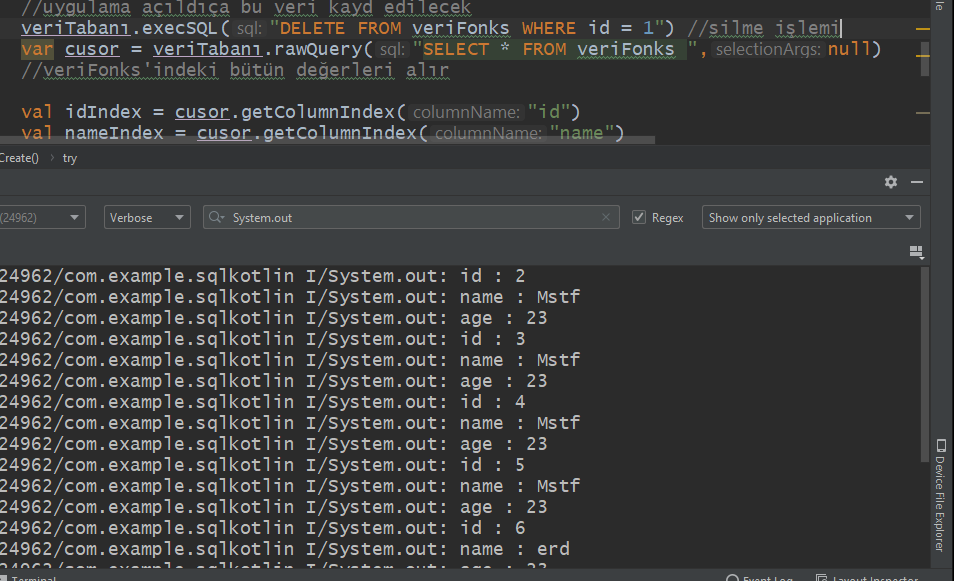 //uygulama açıldıça bu veri kayd edilecek
veriTabanı.execSQL( sql: "DELETE FROM veriFonks WHERE id = 1") //silme işlemi
var cusor = veriTabanı.rawQuery( sql: "SELECT * FROM veriFonks ", selectionArgs: null)
//veriFonks'indeki bütün değerleri alır
val idIndex = cusor.getColumnIndex( columnName: "id")
val nameIndex = cusor.getColumnIndex( columnName: "name")
Create() › try
(24962) Verbose System.out Regex Show only selected application
24962/com.example.sqlkotlin I/System.out: id : 2
24962/com.example.sqlkotlin I/System.out: name : Mstf
24962/com.example.sqlkotlin I/System.out: age : 23
24962/com.example.sqlkotlin I/System.out: id : 3
24962/com.example.sqlkotlin I/System.out: name : Mstf
24962/com.example.sqlkotlin I/System.out: age : 23
24962/com.example.sqlkotlin I/System.out: id : 4
24962/com.example.sqlkotlin I/System.out: name : Mstf
24962/com.example.sqlkotlin I/System.out: age : 23
24962/com.example.sqlkotlin I/System.out: id : 5
24962/com.example.sqlkotlin I/System.out: name : Mstf
24962/com.example.sqlkotlin I/System.out: age : 23
24962/com.example.sqlkotlin I/System.out: id : 6
24962/com.example.sqlkotlin I/System.out: name : erd
24962/com.example.sqlkotlin I/System.out: age : 23
Terminal Event Log Layout Inspector
Device File Explorer